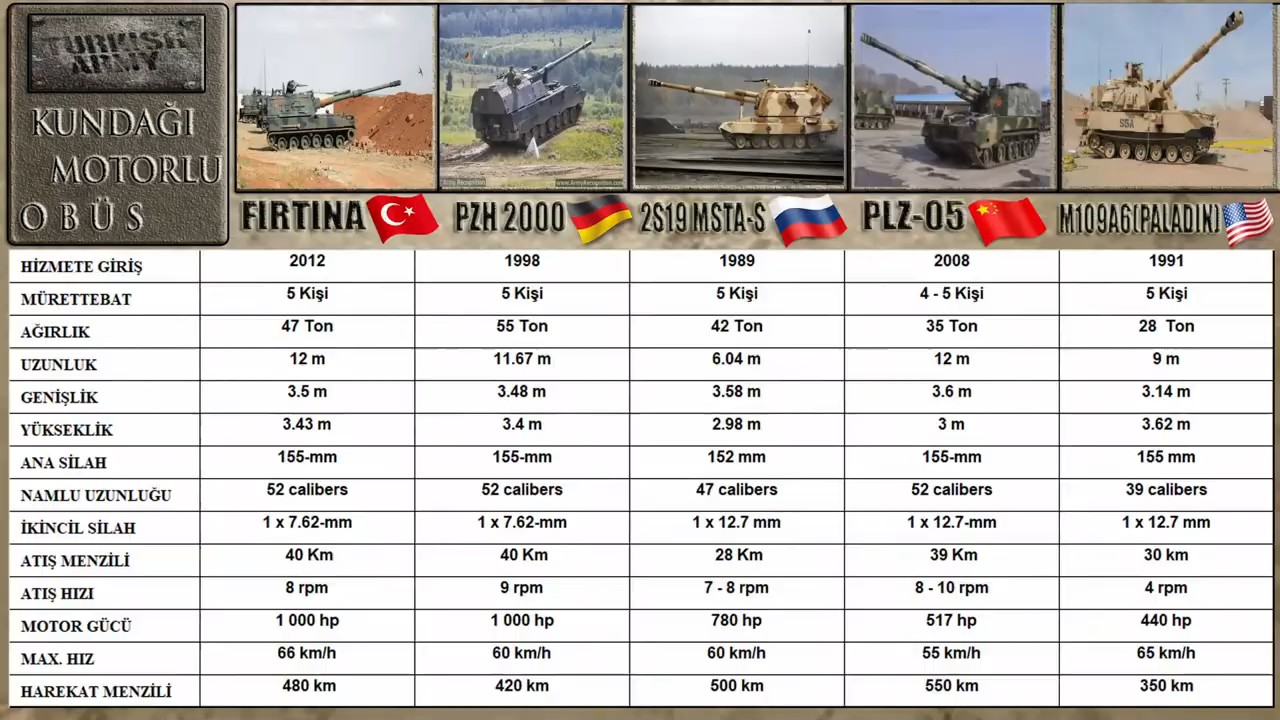 TURKISH
ARMY
KUNDAĞI
MOTORLU
OBÜS
Army Recognition
www.ArmyRecognition.com
S5A
FIRTINA PZH 2000 2S19 MSTA-S PLZ-05 M109A6(PALADIN)
HİZMETE GİRİŞ 2012 1998 1989 2008 1991
MÜRETTEBAT 5 Kişi 5 Kişi 5 Kişi 4 - 5 Kişi 5 Kişi
AĞIRLIK 47 Ton 55 Ton 42 Ton 35 Ton 28 Ton
UZUNLUK 12 m 11.67 m 6.04 m 12 m 9 m
GENİŞLİK 3.5 m 3.48 m 3.58 m 3.6 m 3.14 m
YÜKSEKLİK 3.43 m 3.4 m 2.98 m 3 m 3.62 m
ANA SİLAH 155-mm 155-mm 152 mm 155-mm 155 mm
NAMLU UZUNLUĞU 52 calibers 52 calibers 47 calibers 52 calibers 39 calibers
İKİNCİL SİLAH 1 x 7.62-mm 1 x 7.62-mm 1 x 12.7 mm 1 x 12.7-mm 1 x 12.7 mm
ATIŞ MENZİLİ 40 Km 40 Km 28 Km 39 Km 30 km
ATIŞ HIZI 8 rpm 9 rpm 7 - 8 rpm 8 - 10 rpm 4 rpm
MOTOR GÜCÜ 1 000 hp 1 000 hp 780 hp 517 hp 440 hp
MAX. HIZ 66 km/h 60 km/h 60 km/h 55 km/h 65 km/h
HAREKAT MENZİLİ 480 km 420 km 500 km 550 km 350 km